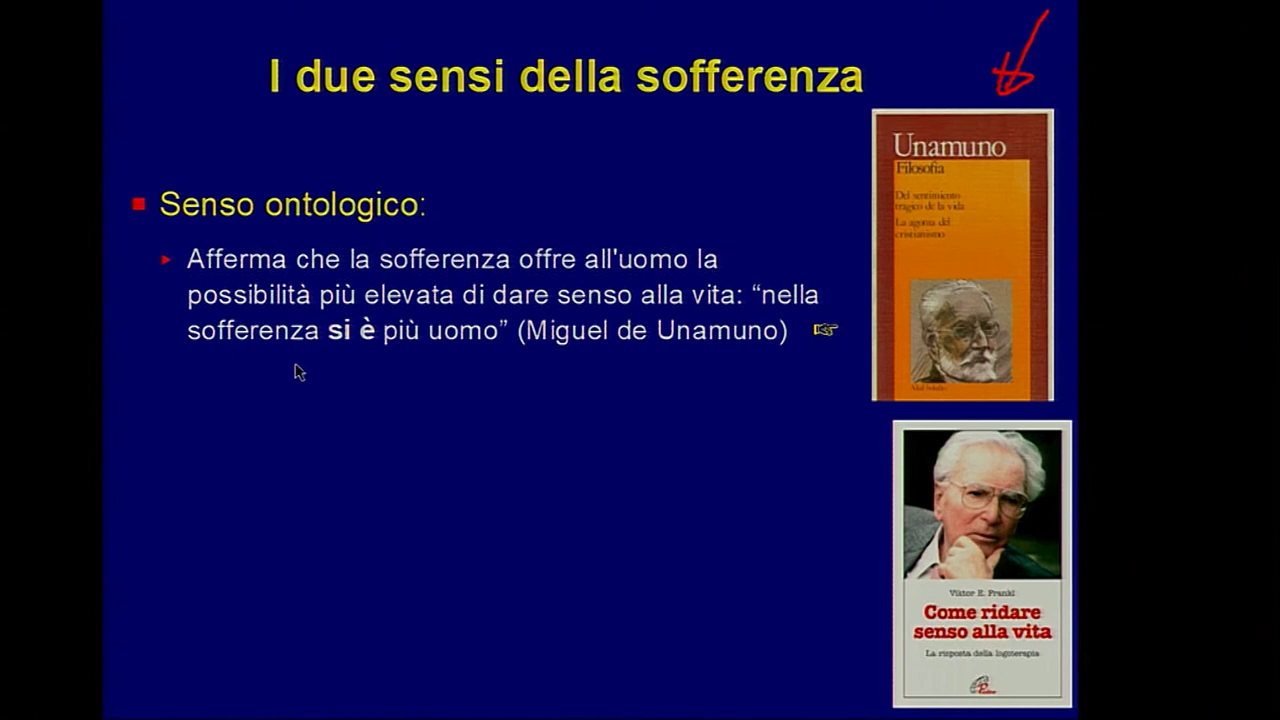 I due sensi della sofferenza
Senso ontologico:
Afferma che la sofferenza offre all'uomo la
possibilità più elevata di dare senso alla vita: “nella
sofferenza si è più uomo” (Miguel de Unamuno)
Unamuno
Filosofia
Del sentimiento
trágico de la vida
La agonía del
cristianismo
Viktor E. Frankl
Come ridare
senso alla vita
La risposta della logoterapia